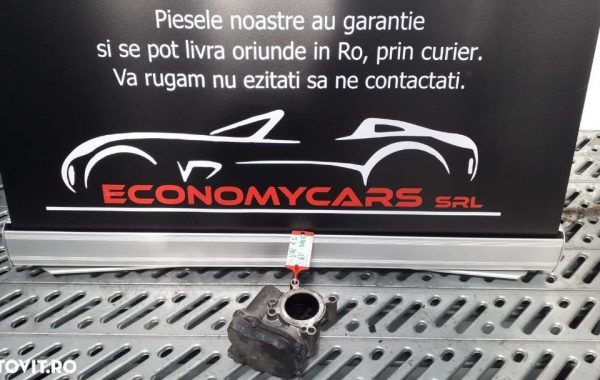 Piesele noastre au garantie
si se pot livra oriunde in Ro, prin curier.
Va rugam nu ezitati sa ne contactati.
ECONOMYCARS SRL
TOVIT.RO